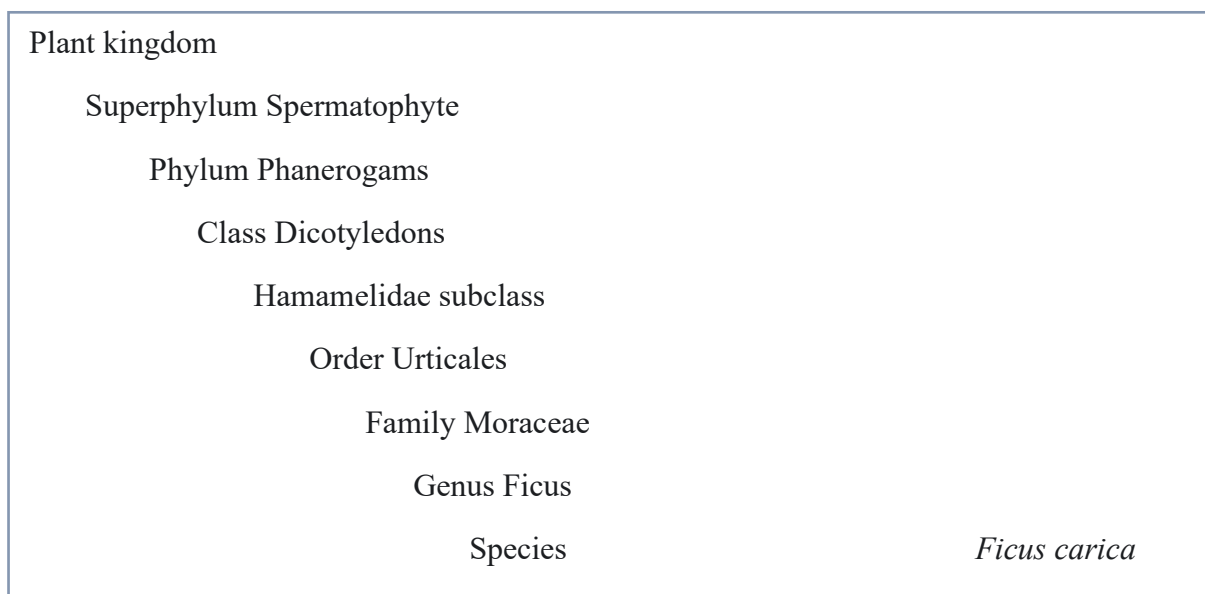 Plant kingdom
Superphylum Spermatophyte
Phylum Phanerogams
Class Dicotyledons
Hamamelidae subclass
Order Urticales
Family Moraceae
Genus Ficus
Species Ficus carica